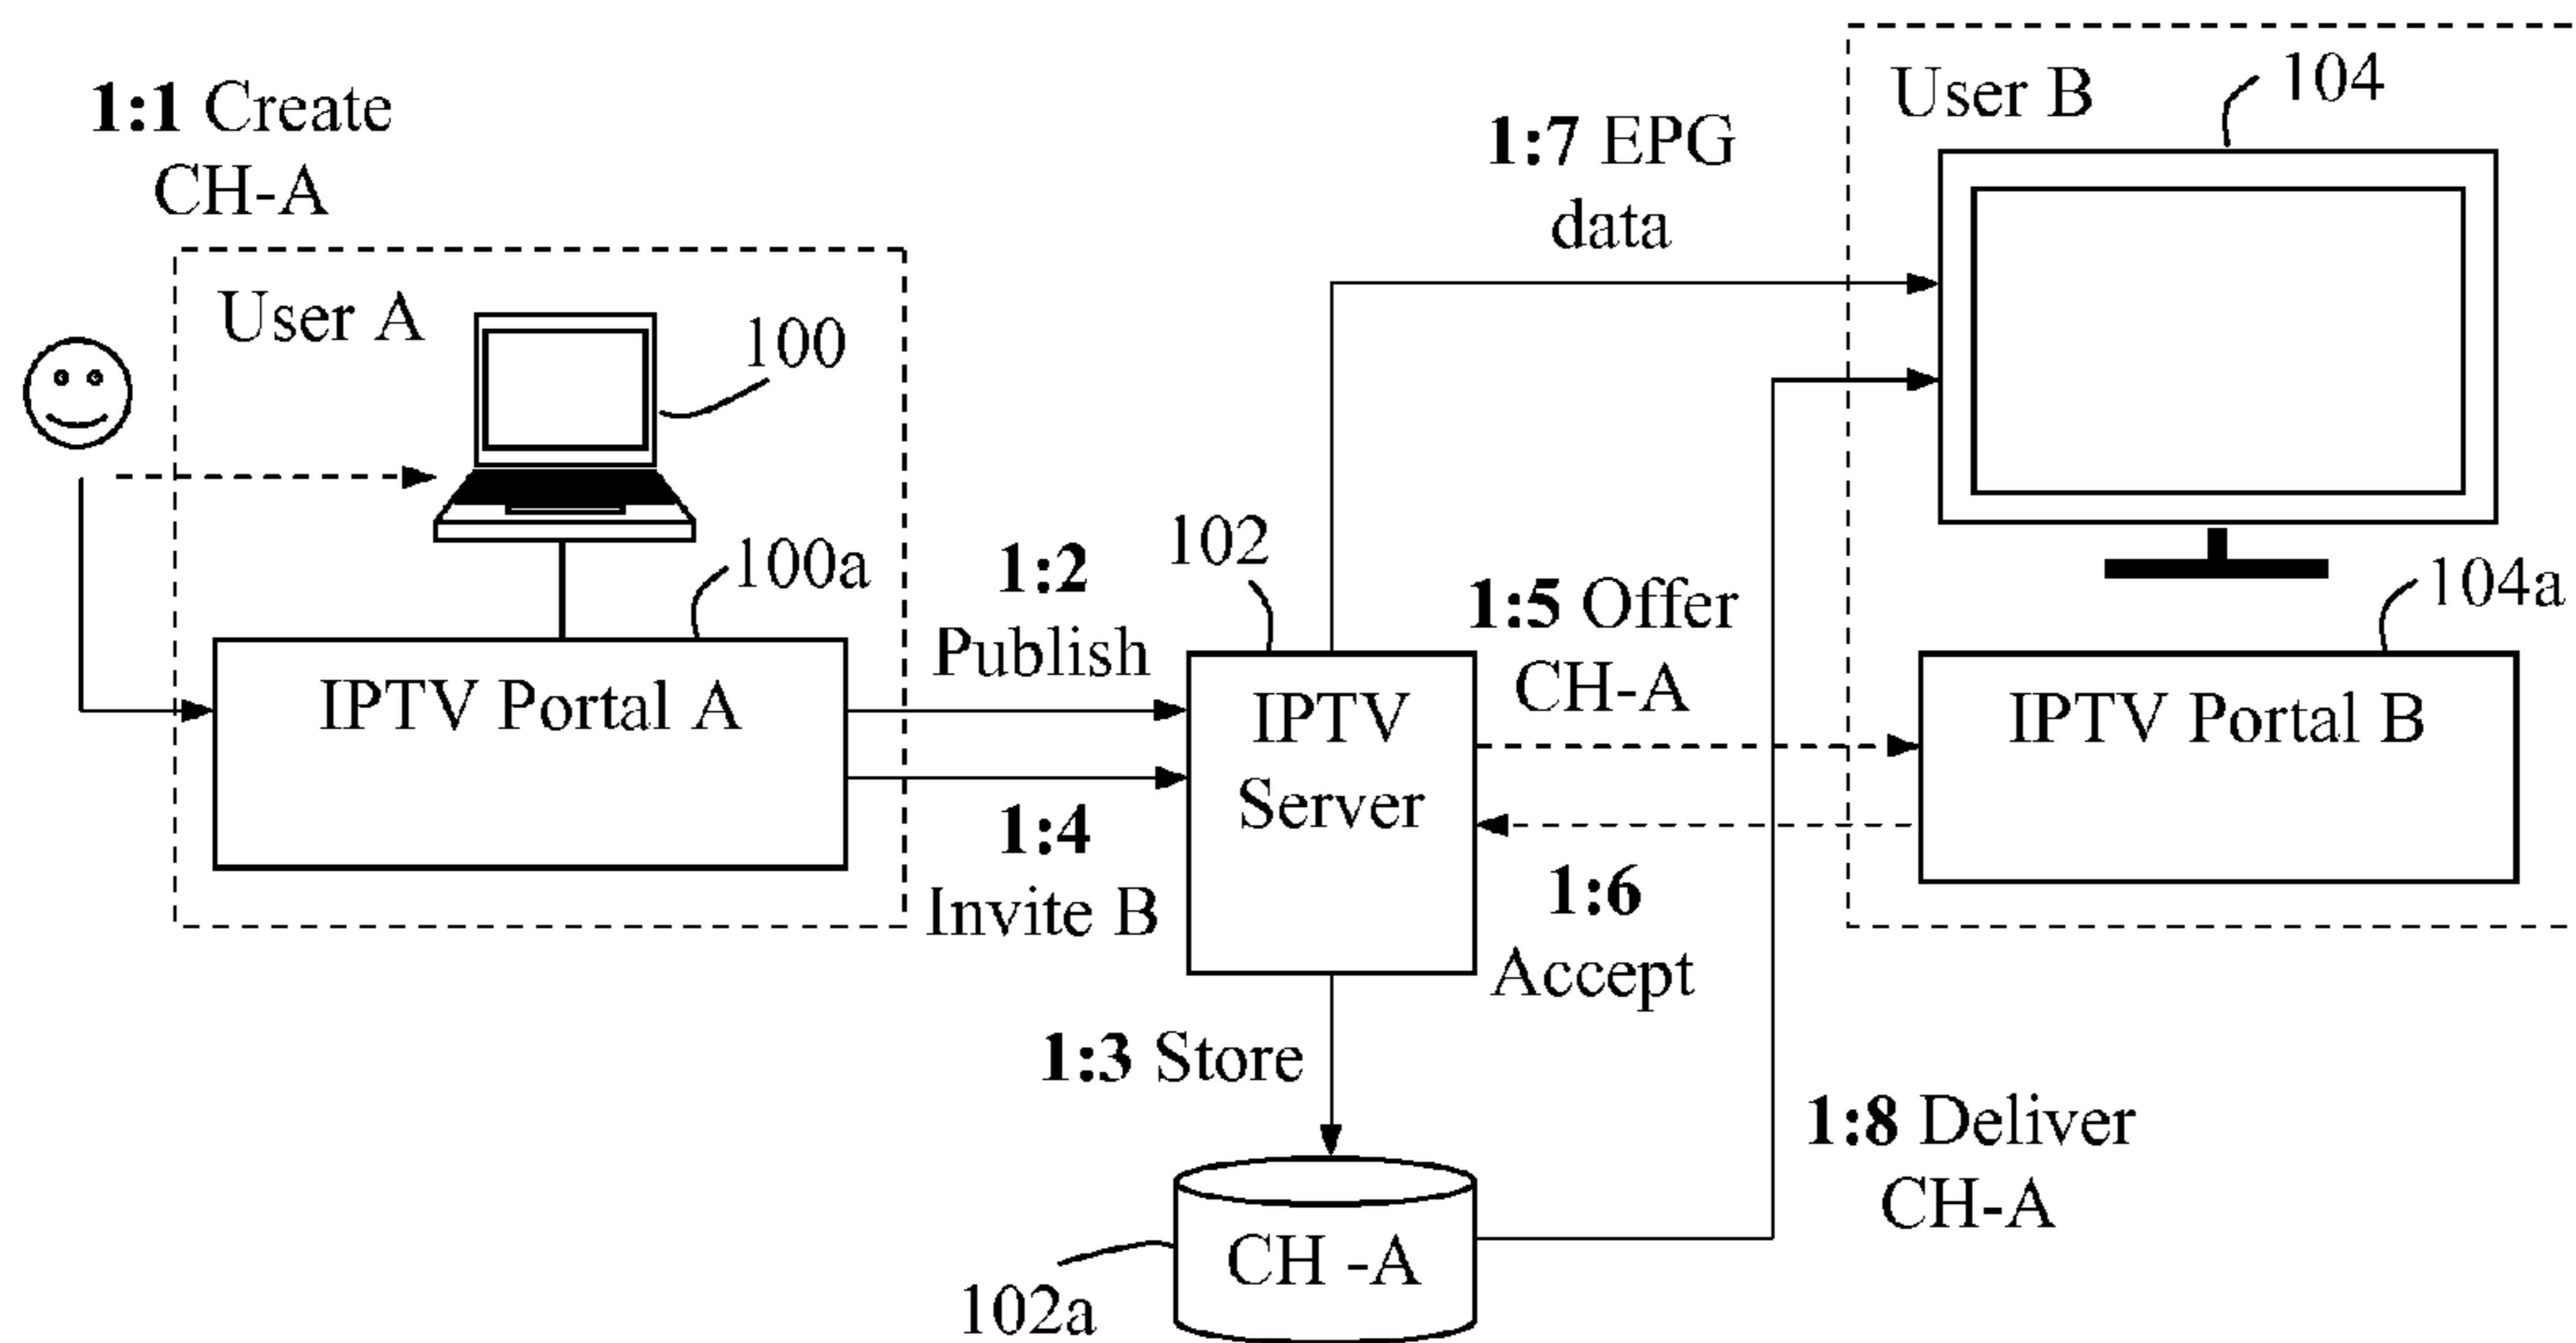 1:1 Create
CH-A
User A
100
100a
IPTV Portal A
1:2
Publish
1:4
Invite B
102
IPTV
Server
1:3 Store
CH -A
102a
1:7 EPG
data
1:5 Offer
CH-A
1:6
Accept
1:8 Deliver
CH-A
User B
104
104a
IPTV Portal B